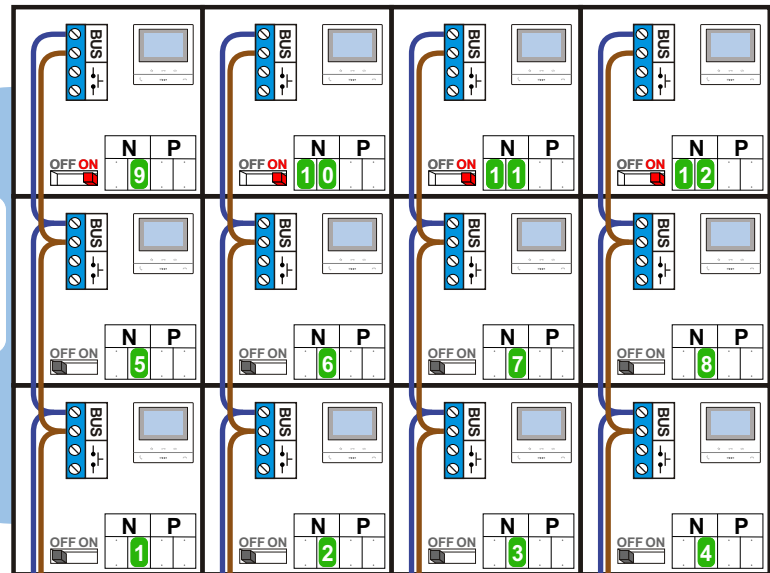 BUS BUS BUS BUS
N P N P N P N P
OFF ON 9 OFF ON 10 OFF ON 11 OFF ON 12
BUS BUS BUS BUS
N P N P N P N P
OFF ON 5 OFF ON 6 OFF ON 7 OFF ON 8
BUS BUS BUS BUS
N P N P N P N P
OFF ON 1 OFF ON 2 OFF ON 3 OFF ON 4